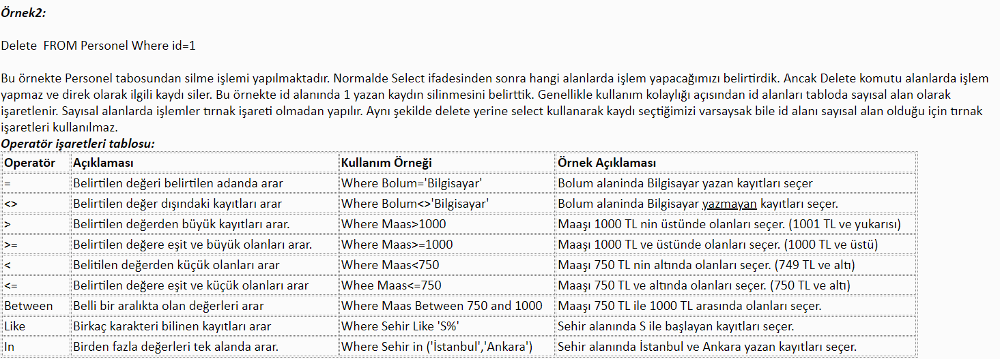 Örnek2:
Delete  FROM Personel Where id=1
Bu örnekte Personel tabosundan silme işlemi yapılmaktadır. Normalde Select ifadesinden sonra hangi alanlarda işlem yapacağımızı belirtirdik. Ancak Delete komutu alanlarda işlem
yapmaz ve direk olarak ilgili kaydı siler. Bu örnekte id alanında 1 yazan kaydın silinmesini belirttik. Genellikle kullanım kolaylığı açısından id alanları tabloda sayısal alan olarak
işaretlenir. Sayısal alanlarda işlemler tırnak işareti olmadan yapılır. Aynı şekilde delete yerine select kullanarak kaydı seçtiğimizi varsaysak bile id alanı sayısal alan olduğu için tırnak
işaretleri kullanılmaz.
Operatör işaretleri tablosu:
Operatör Açıklaması Kullanım Örneği Örnek Açıklaması
= Belirtilen değeri belirtilen adanda arar Where Bolum='Bilgisayar' Bolum alaninda Bilgisayar yazan kayıtları seçer
<> Belirtilen değer dışındaki kayıtları arar Where Bolum<>'Bilgisayar' Bolum alaninda Bilgisayar yazmayan kayıtları seçer.
> Belirtilen değerden büyük kayıtları arar. Where Maas>1000 Maaşı 1000 TL nin üstünde olanları seçer. (1001 TL ve yukarısı)
>= Belirtilen değere eşit ve büyük olanları arar. Where Maas>=1000 Maaşı 1000 TL ve üstünde olanları seçer. (1000 TL ve üstü)
< Belitilen değerden küçük olanları arar Where Maas<750 Maaşı 750 TL nin altında olanları seçer. (749 TL ve altı)
<= Belirtilen değere eşit ve küçük olanları arar Whee Maas<=750 Maaşı 750 TL ve altında olanları seçer. (750 TL ve altı)
Between Belli bir aralıkta olan değerleri arar Where Maas Between 750 and 1000 Maaşı 750 TL ile 1000 TL arasında olanları seçer.
Like Birkaç karakteri bilinen kayıtları arar Where Sehir Like 'S%' Sehir alanında S ile başlayan kayıtları seçer.
In Birden fazla değerleri tek alanda arar. Where Sehir in ('İstanbul','Ankara') Sehir alanında İstanbul ve Ankara yazan kayıtları seçer.